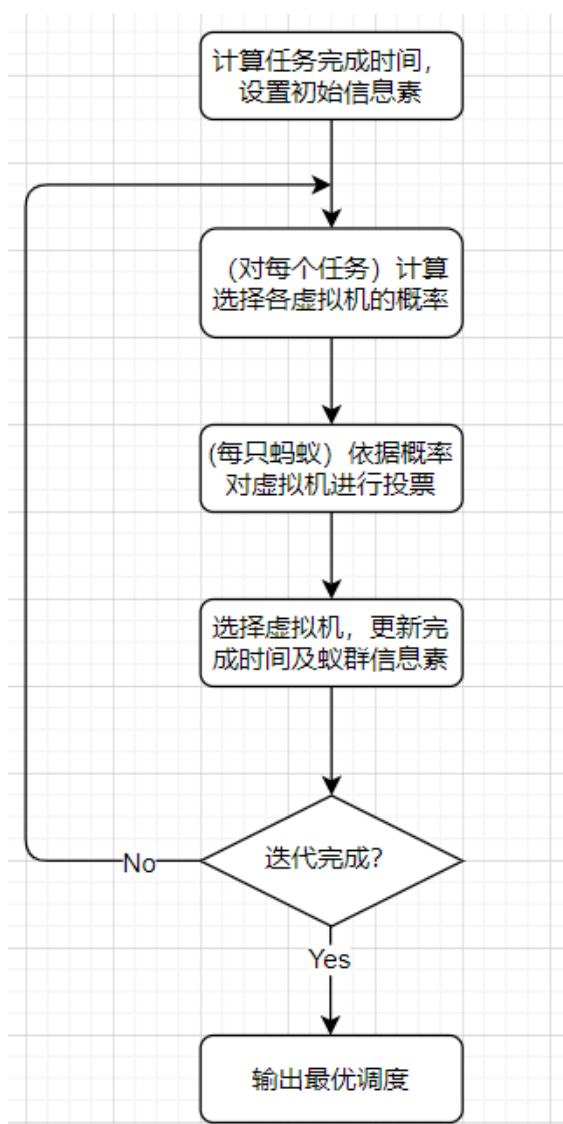 计算任务完成时间，
设置初始信息素
（对每个任务）计算
选择各虚拟机的概率
(每只蚂蚁）依据概率
对虚拟机进行投票
选择虚拟机，更新完
成时间及蚁群信息素
迭代完成?
No
Yes
输出最优调度